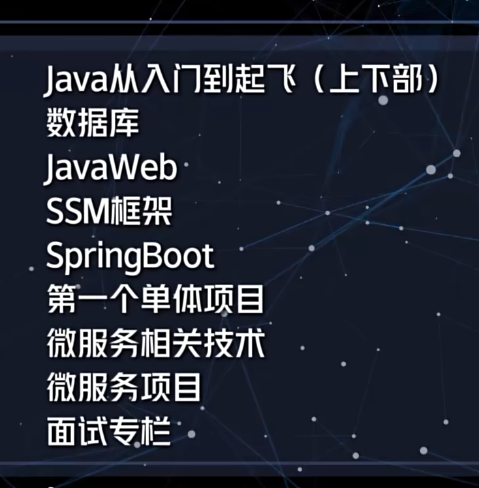 Java从入门到起飞（上下部）
数据库
JavaWeb
SSM框架
SpringBoot
第一个单体项目
微服务相关技术
微服务项目
面试专栏